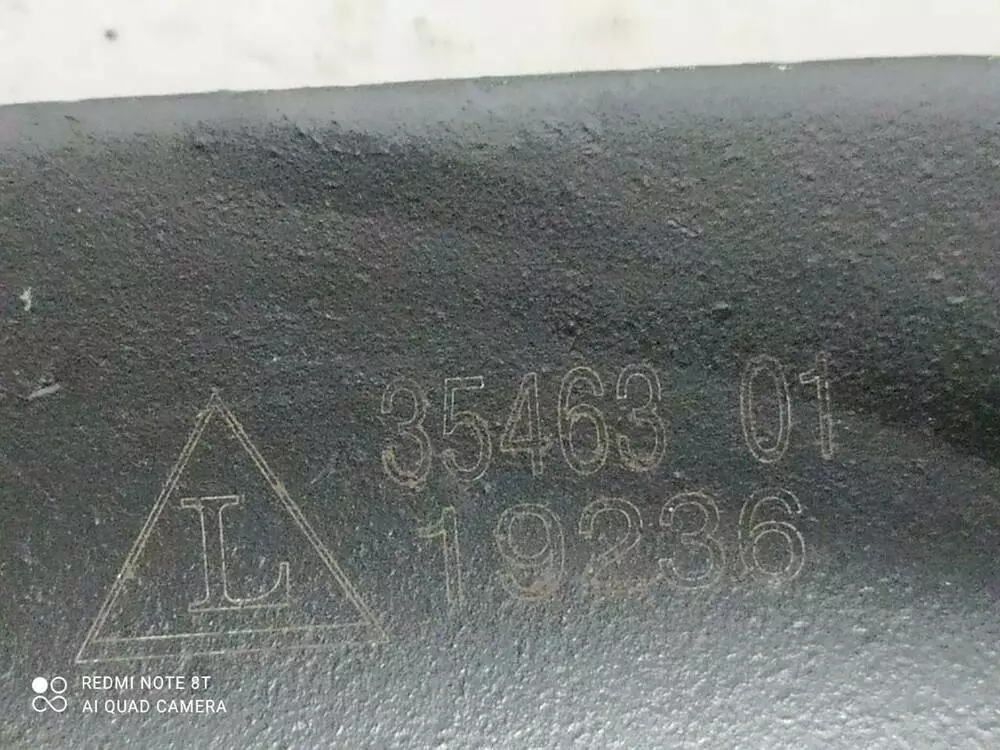 35463 01
L
19236
REDMI NOTE 8T
AI QUAD CAMERA